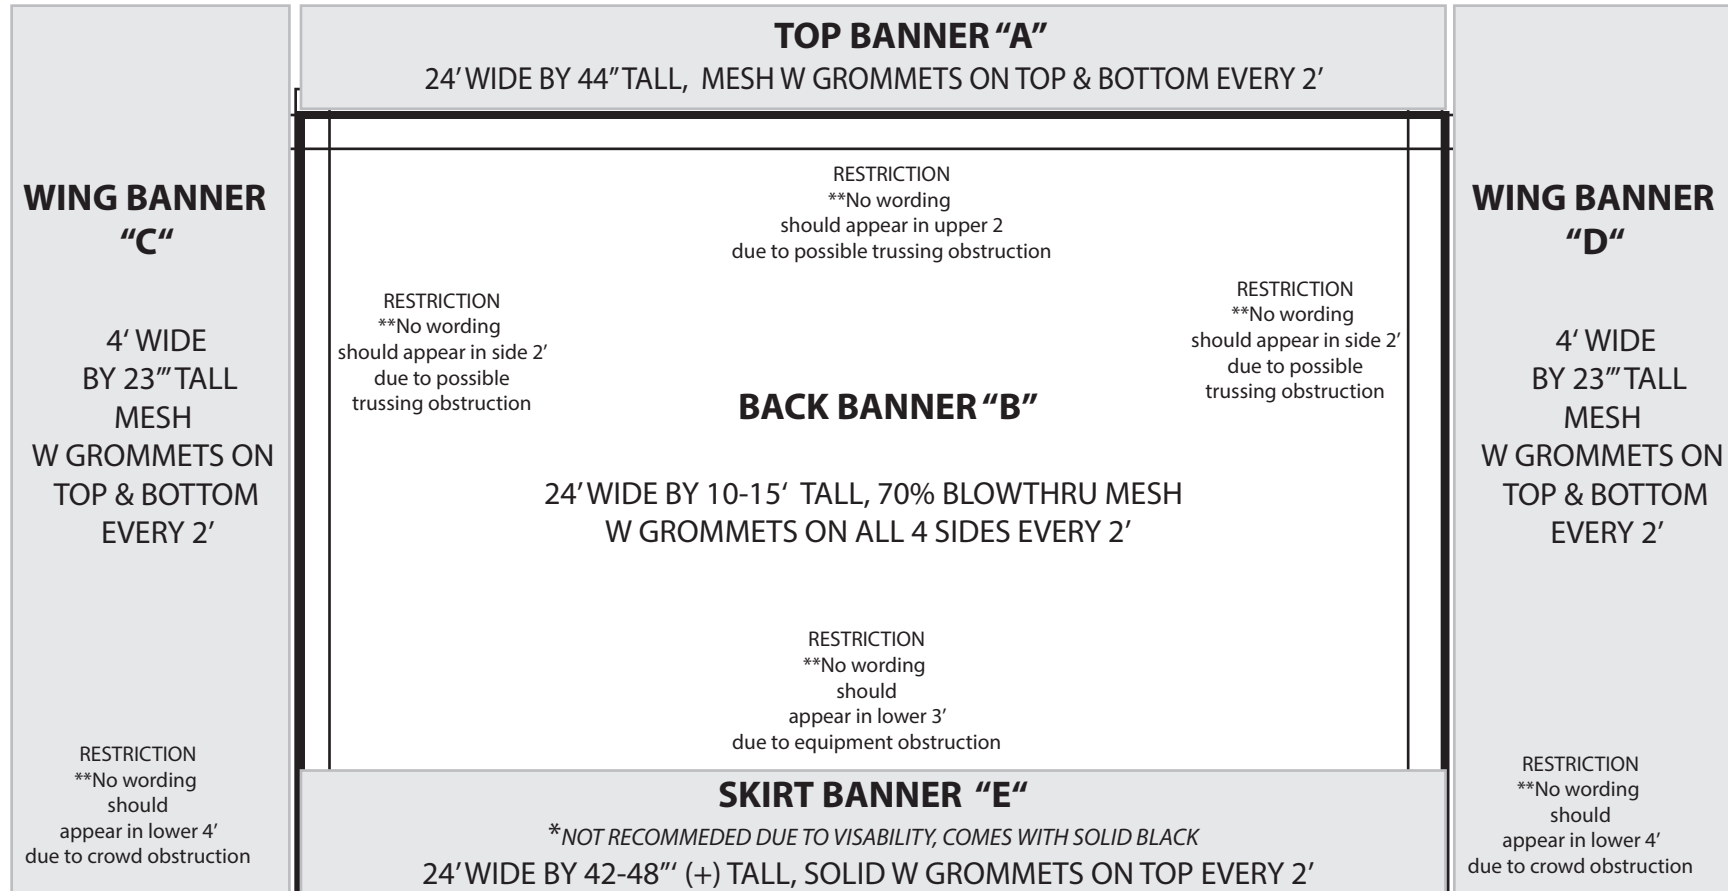 TOP BANNER “A”
24’ WIDE BY 44” TALL, MESH W GROMMETS ON TOP & BOTTOM EVERY 2’
WING BANNER
“C“
4‘ WIDE
BY 23”’ TALL
MESH
W GROMMETS ON
TOP & BOTTOM
EVERY 2’
RESTRICTION
**No wording
should
appear in lower 4’
due to crowd obstruction
RESTRICTION
**No wording
should appear in upper 2
due to possible trussing obstruction
RESTRICTION
**No wording
should appear in side 2’
due to possible
trussing obstruction
RESTRICTION
**No wording
should appear in side 2’
due to possible
trussing obstruction
BACK BANNER “B”
24’ WIDE BY 10-15‘ TALL, 70% BLOWTHRU MESH
W GROMMETS ON ALL 4 SIDES EVERY 2’
RESTRICTION
**No wording
should
appear in lower 3’
due to equipment obstruction
SKIRT BANNER “E“
*NOT RECOMMEDED DUE TO VISABILITY, COMES WITH SOLID BLACK
24’ WIDE BY 42-48”‘ (+) TALL, SOLID W GROMMETS ON TOP EVERY 2’
WING BANNER
“D“
4‘ WIDE
BY 23”’ TALL
MESH
W GROMMETS ON
TOP & BOTTOM
EVERY 2’
RESTRICTION
**No wording
should
appear in lower 4’
due to crowd obstruction